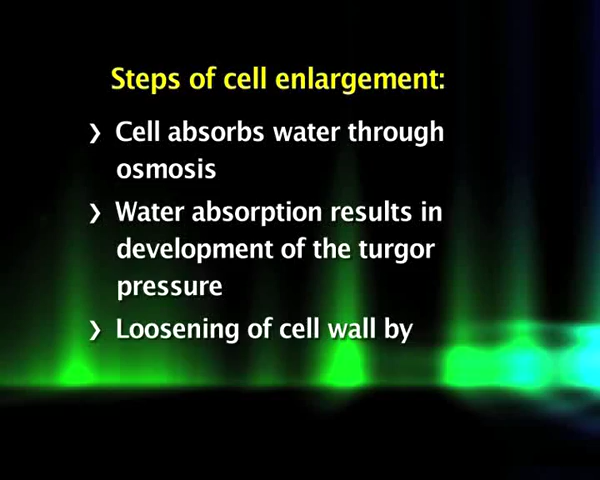 Steps of cell enlargement:
❯ Cell absorbs water through
osmosis
❯ Water absorption results in
development of the turgor
pressure
❯ Loosening of cell wall by